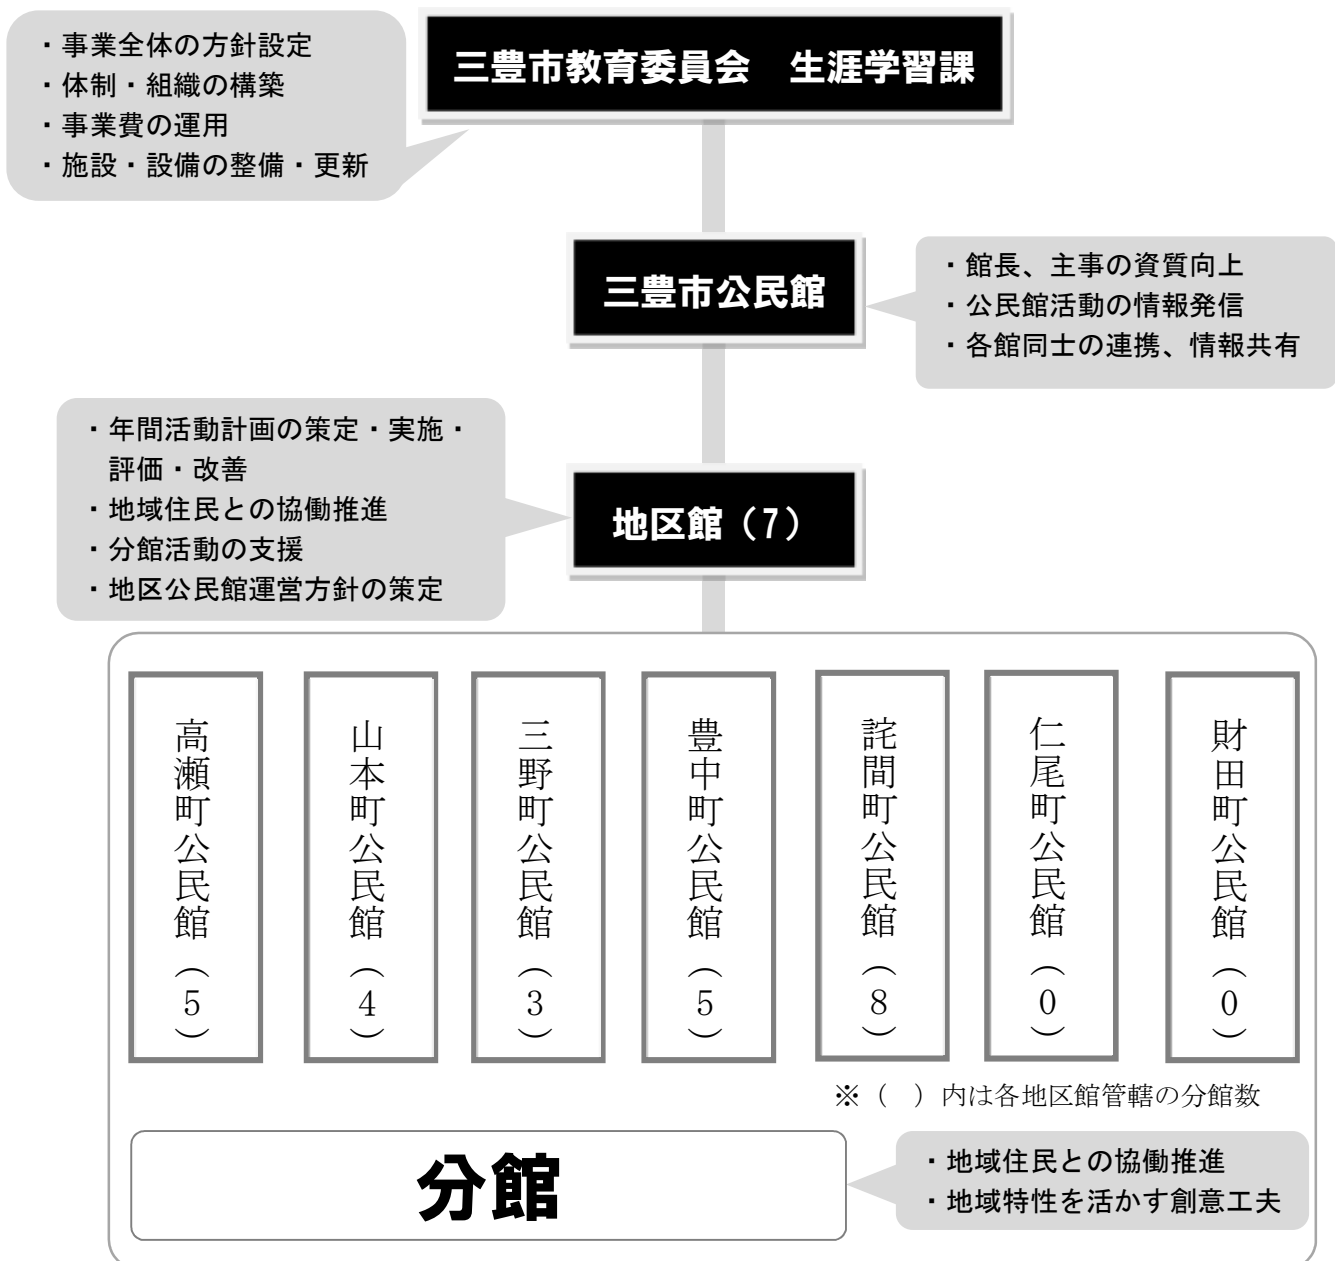 ・事業全体の方針設定
・体制・組織の構築
・事業費の運用
・施設・設備の整備・更新
三豊市教育委員会　生涯学習課
三豊市公民館
・館長、主事の資質向上
・公民館活動の情報発信
・各館同士の連携、情報共有
・年間活動計画の策定・実施・
評価・改善
・地域住民との協働推進
・分館活動の支援
・地区公民館運営方針の策定
地区館（7）
高瀬町公民館（5）
山本町公民館（4）
三野町公民館（3）
豊中町公民館（5）
詫間町公民館（8）
仁尾町公民館（0）
財田町公民館（0）
※（　）内は各地区館管轄の分館数
分館
・地域住民との協働推進
・地域特性を活かす創意工夫